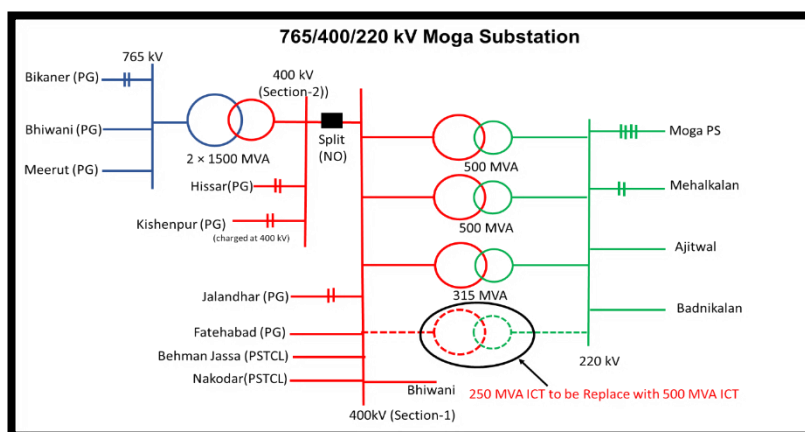 765/400/220 kV Moga Substation
765 kV
Bikaner (PG)
Bhiwani (PG)
Meerut (PG)
2 × 1500 MVA
400 kV
(Section-2))
Split
(NO)
Hissar(PG)
Kishenpur (PG)
(charged at 400 kV)
Jalandhar (PG)
Fatehabad (PG)
Behman Jassa (PSTCL)
Nakodar(PSTCL)
Bhiwani
400kV (Section-1)
500 MVA
500 MVA
315 MVA
Moga PS
Mehalkalan
Ajitwal
Badnikalan
220 kV
250 MVA ICT to be Replace with 500 MVA ICT